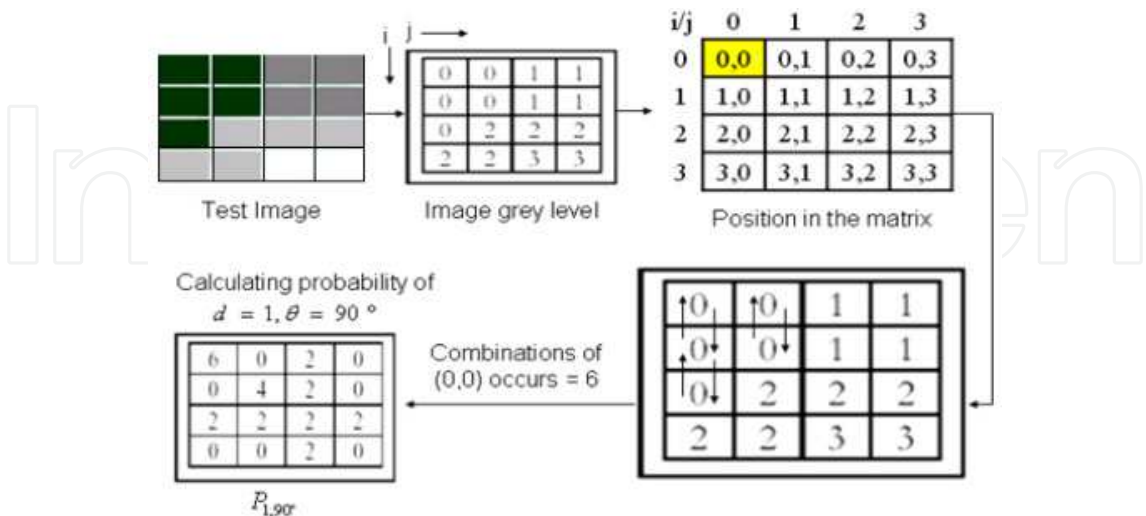 i j
0 0 1 1
0 0 1 1
0 2 2 2
2 2 3 3
Test Image
Image grey level
i/j 0 1 2 3
0 0,0 0,1 0,2 0,3
1 1,0 1,1 1,2 1,3
2 2,0 2,1 2,2 2,3
3 3,0 3,1 3,2 3,3
Position in the matrix
0 0 1 1
0 0 1 1
0 2 2 2
2 2 3 3
Combinations of
(0,0) occurs = 6
Calculating probability of
d = 1, θ = 90 °
6 0 2 0
0 4 2 0
2 2 2 2
0 0 2 0
P1,90°